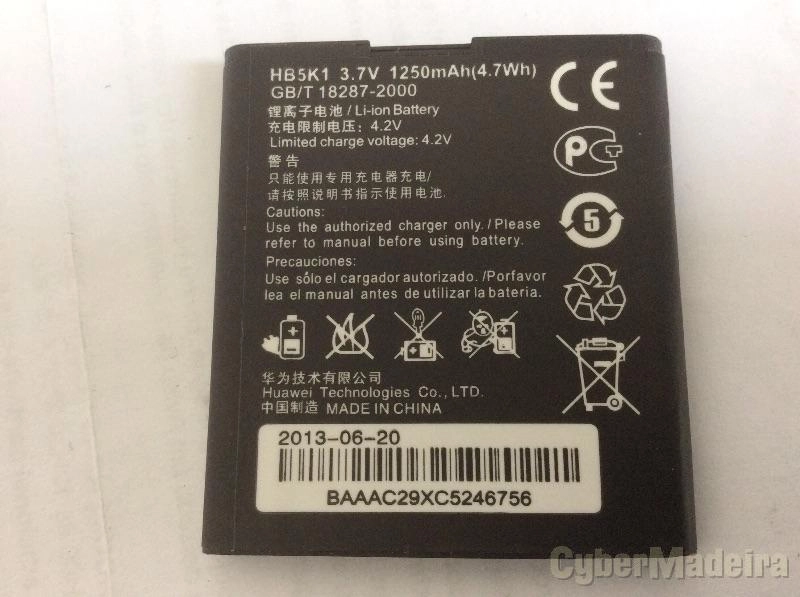 HB5K1 3.7V 1250mAh(4.7Wh)
GB/T 18287-2000
锂离子电池 / Li-ion Battery
充电限制电压: 4.2V
Limited charge voltage: 4.2V
警告
只能使用专用充电器充电/
请按照说明书指示使用电池.
Cautions:
Use the authorized charger only. / Please
refer to manual before using battery.
Precauciones:
Use sólo el cargador autorizado. /Porfavor
lea el manual antes de utilizar la bateria.
华为技术有限公司
Huawei Technologies Co., LTD.
中国制造 MADE IN CHINA
2013-06-20
BAAAC29XC5246756
CE
PCT
5
CyberMadeira